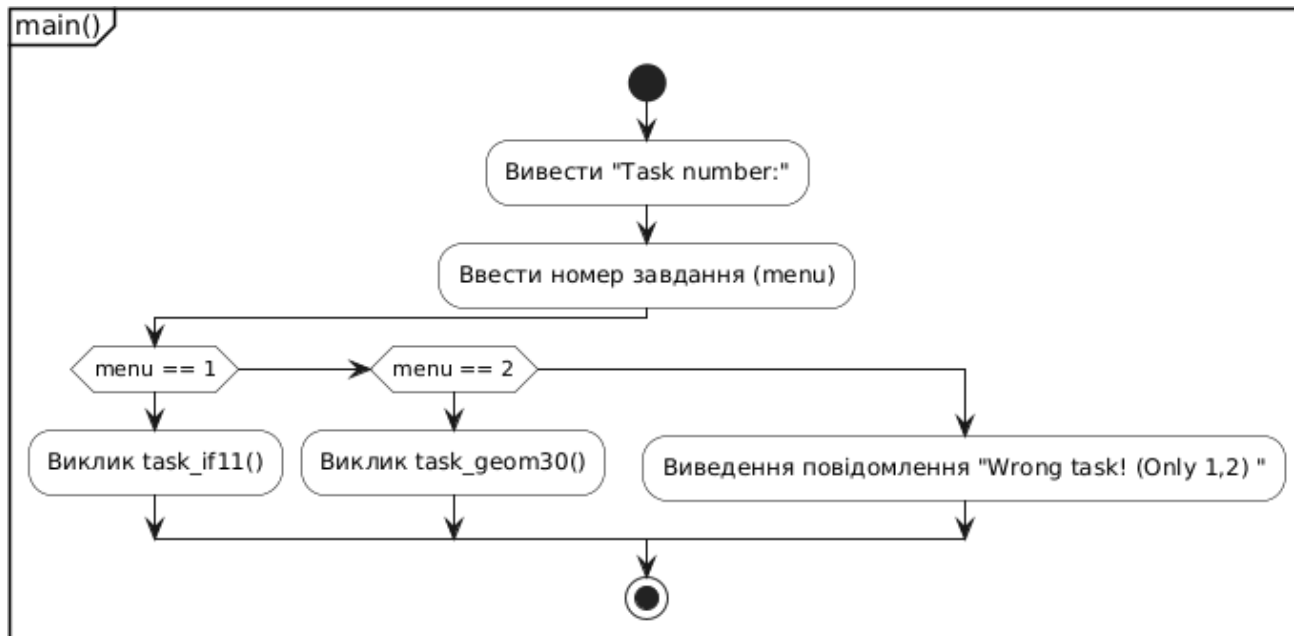 main()
Вивести "Task number:"
Ввести номер завдання (menu)
menu == 1
menu == 2
Виклик task_if11()
Виклик task_geom30()
Виведення повідомлення "Wrong task! (Only 1,2) "